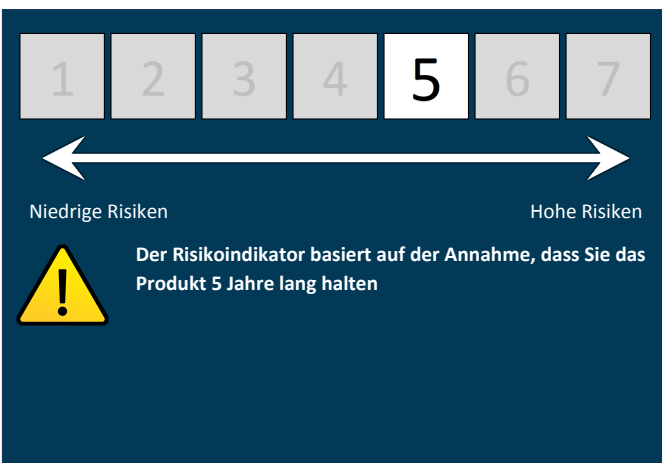 1 2 3 4 5 6 7
Niedrige Risiken Hohe Risiken
Der Risikoindikator basiert auf der Annahme, dass Sie das
Produkt 5 Jahre lang halten